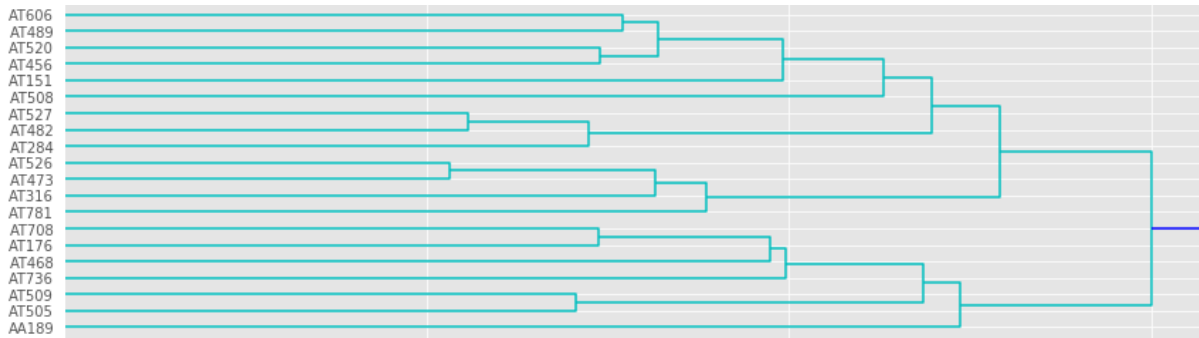 AT606
AT489
AT520
AT456
AT151
AT508
AT527
AT482
AT284
AT526
AT473
AT316
AT781
AT708
AT176
AT468
AT736
AT509
AT505
AA189